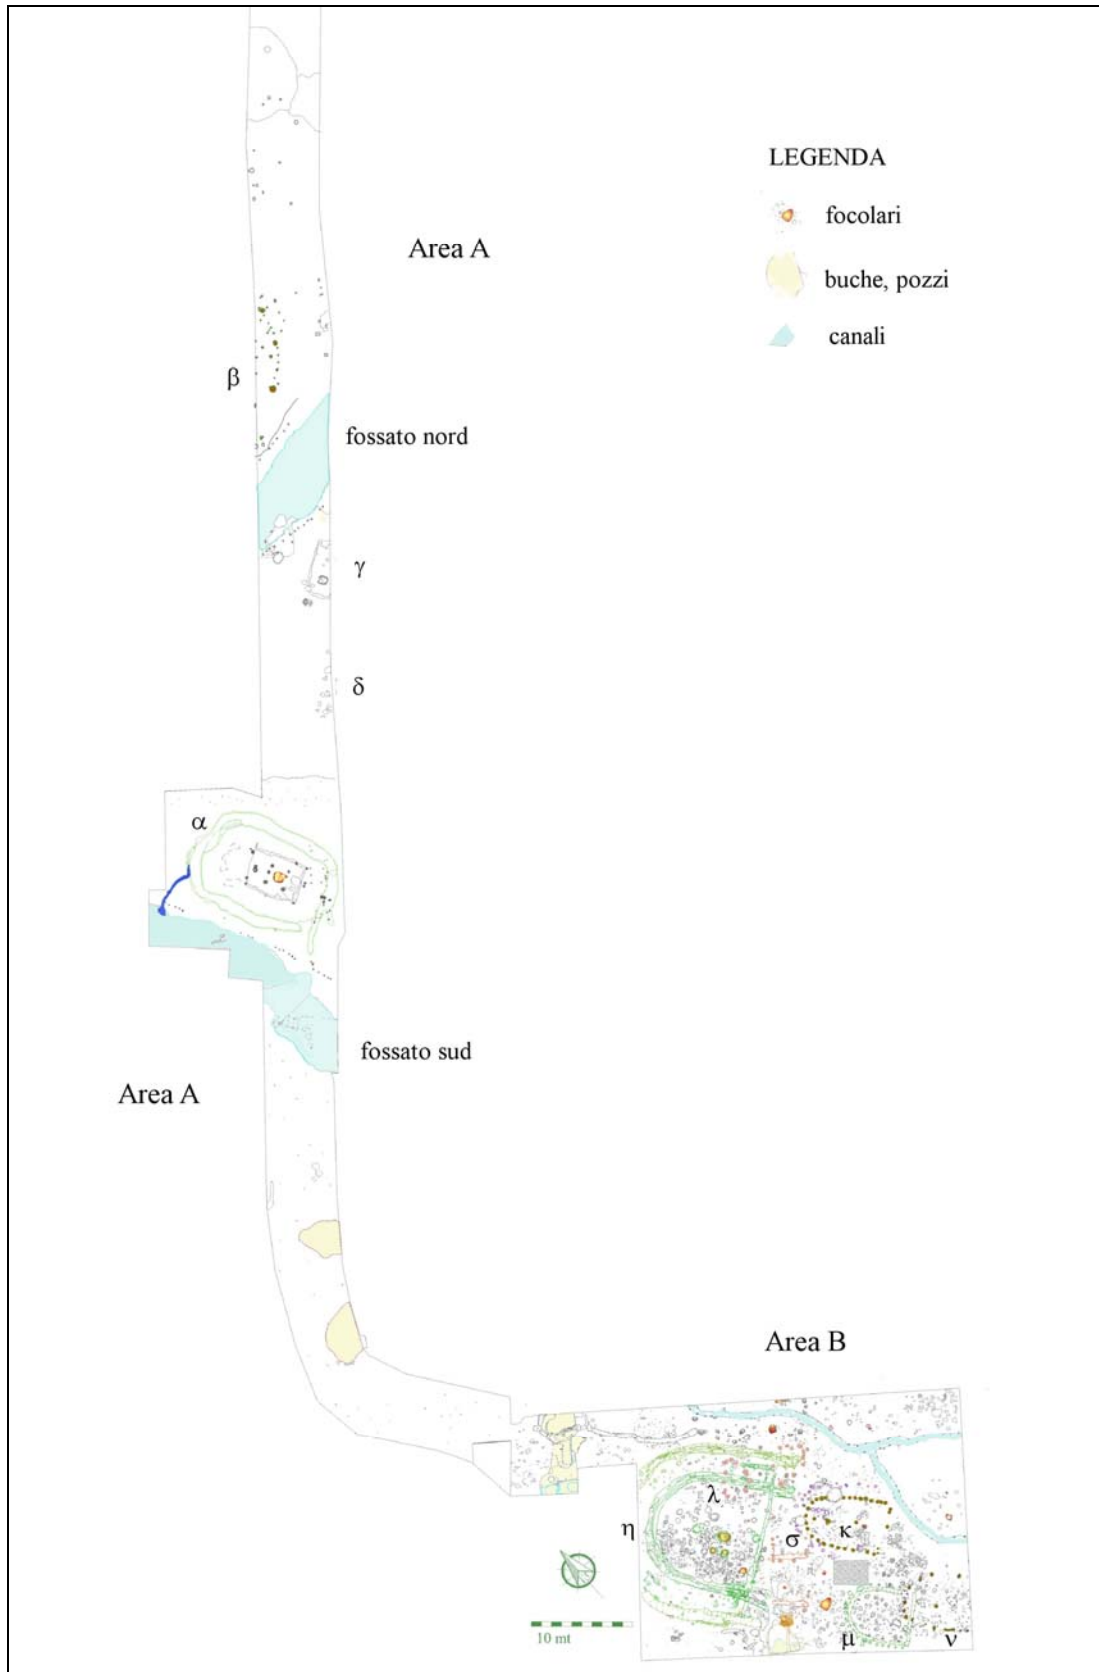 LEGENDA
focolari
Area A
buche, pozzi
canali
β
fossato nord
γ
δ
α
fossato sud
Area A
Area B
λ
η
σ
κ
10 mt
μ
ν